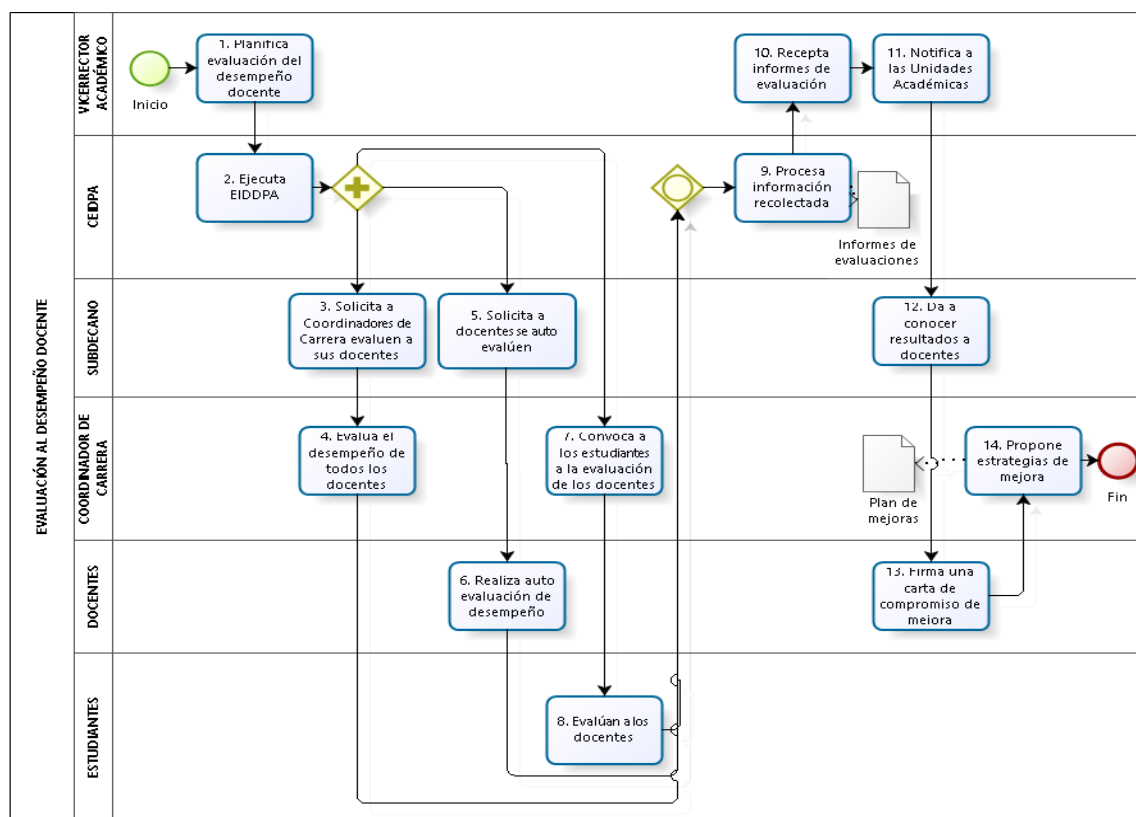 EVALUACIÓN AL DESEMPEÑO DOCENTE
VICERRECTOR
ACADÉMICO
Inicio
1. Planifica
evaluación del
desempeño
docente
10. Recepta
informes de
evaluación
11. Notifica a
las Unidades
Académicas
CEIDPA
2. Ejecuta
EIDDPA
9. Procesa
información
recolectada
Informes de
evaluaciones
SUBDECANO
3. Solicita a
Coordinadores de
Carrera evaluen a
sus docentes
5. Solicita a
docentes se auto
evalúen
12. Da a
conocer
resultados a
docentes
COORDINADOR DE
CARRERA
4. Evalua el
desempeño de
todos los
docentes
7. Convoca a
los estudiantes
a la evaluación
de los docentes
Plan de
mejoras
14. Propone
estrategias de
mejora
Fin
DOCENTES
6. Realiza auto
evaluación de
desempeño
13. Firma una
carta de
compromiso de
mejora
ESTUDIANTES
8. Evalúan a los
docentes